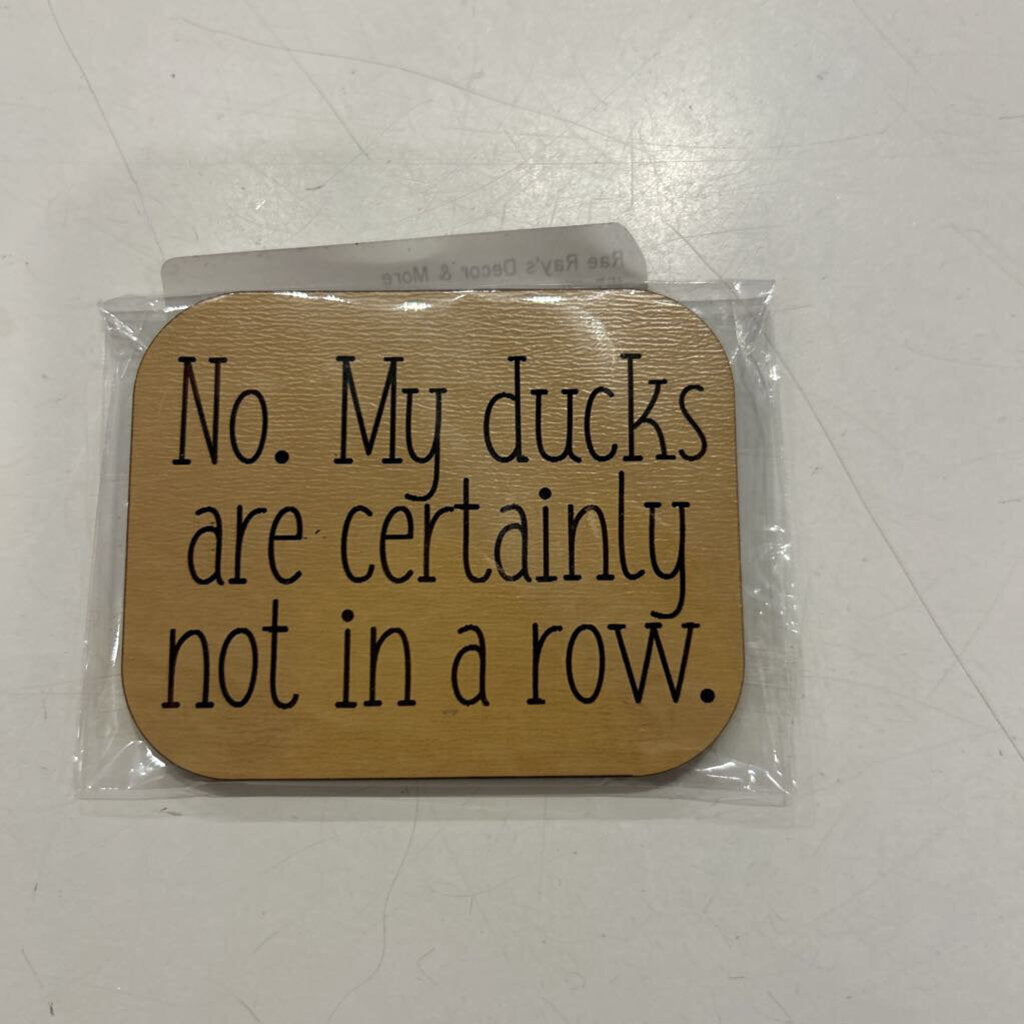 Rae Ray's Decor & More
No. My ducks
are certainly
not in a row.